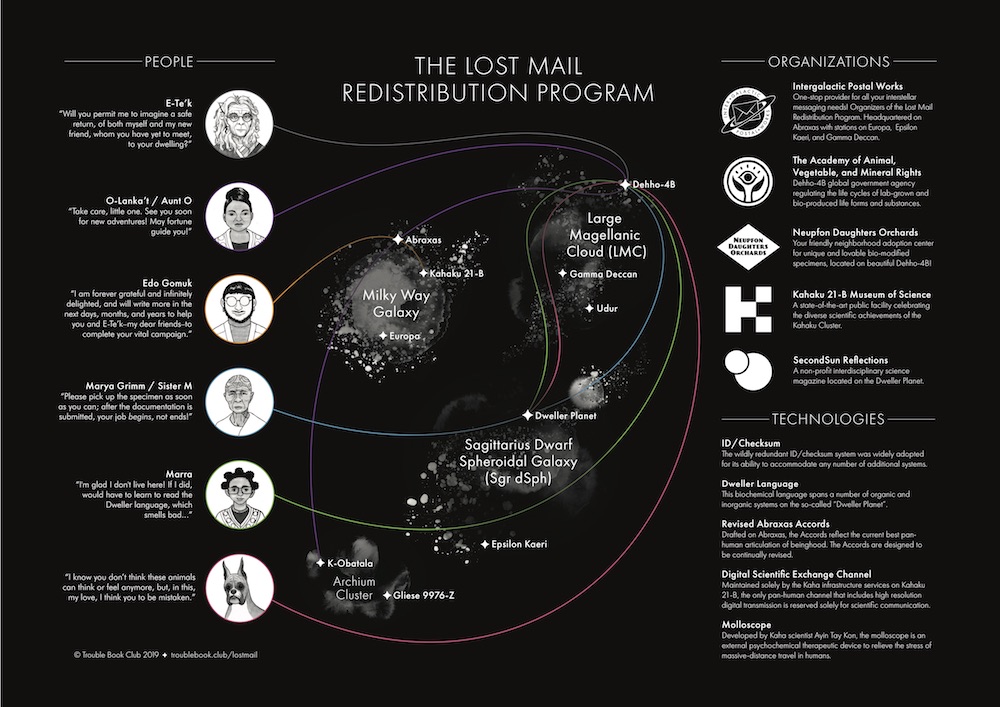 THE LOST MAIL
REDISTRIBUTION PROGRAM
PEOPLE
E-Te’k
“Will you permit me to imagine a safe
return, of both myself and my new
friend, whom you have yet to meet,
to your dwelling?”
O-Lanka’t / Aunt O
“Take care, little one. See you soon
for new adventures! May fortune
guide you!”
Edo Gomuk
“I am forever grateful and infinitely
delighted, and will write more in the
next days, months, and years to help
you and E-Te’k–my dear friends–to
complete your vital campaign.”
Marya Grimm / Sister M
“Please pick up the specimen as soon
as you can; after the documentation is
submitted, your job begins, not ends!”
Marra
“I’m glad I don’t live here! If I did,
would have to learn to read the
Dweller language, which
smells bad...”
“I know you don’t think these animals
can think or feel anymore, but, in this,
my love, I think you to be mistaken.”
© Trouble Book Club 2019 ✦ troublebook.club/lostmail
Dehho-4B
Large
Magellanic
Cloud (LMC)
Abraxas
Kahaku 21-B
Gamma Deccan
Milky Way
Galaxy
Udur
Europa
Dweller Planet
Sagittarius Dwarf
Spheroidal Galaxy
(Sgr dSph)
Epsilon Kaeri
K-Obatala
Archium
Cluster
Gliese 9976-Z
ORGANIZATIONS
INTERGALACTIC
POSTAL WORKS
Intergalactic Postal Works
One-stop provider for all your interstellar
messaging needs! Organizers of the Lost Mail
Redistribution Program. Headquartered on
Abraxas with stations on Europa, Epsilon
Kaeri, and Gamma Deccan.
The Academy of Animal,
Vegetable, and Mineral Rights
Dehho-4B global government agency
regulating the life cycles of lab-grown and
bio-produced life forms and substances.
NEUPFON
DAUGHTERS
ORCHARDS
Neupfon Daughters Orchards
Your friendly neighborhood adoption center
for unique and lovable bio-modified
specimens, located on beautiful Dehho-4B!
Kahaku 21-B Museum of Science
A state-of-the-art public facility celebrating
the diverse scientific achievements of the
Kahaku Cluster.
SecondSun Reflections
A non-profit interdisciplinary science
magazine located on the Dweller Planet.
TECHNOLOGIES
ID/Checksum
The wildly redundant ID/checksum system was widely adopted
for its ability to accommodate any number of additional systems.
Dweller Language
This biochemical language spans a number of organic and
inorganic systems on the so-called “Dweller Planet”.
Revised Abraxas Accords
Drafted on Abraxas, the Accords reflect the current best pan-
human articulation of beinghood. The Accords are designed to
be continually revised.
Digital Scientific Exchange Channel
Maintained solely by the Kaha infrastructure services on Kahaku
21-B, the only pan-human channel that includes high resolution
digital transmission is reserved solely for scientific communication.
Molloscope
Developed by Kaha scientist Ayin Tay Kon, the molloscope is an
external psychochemical therapeutic device to relieve the stress of
massive-distance travel in humans.